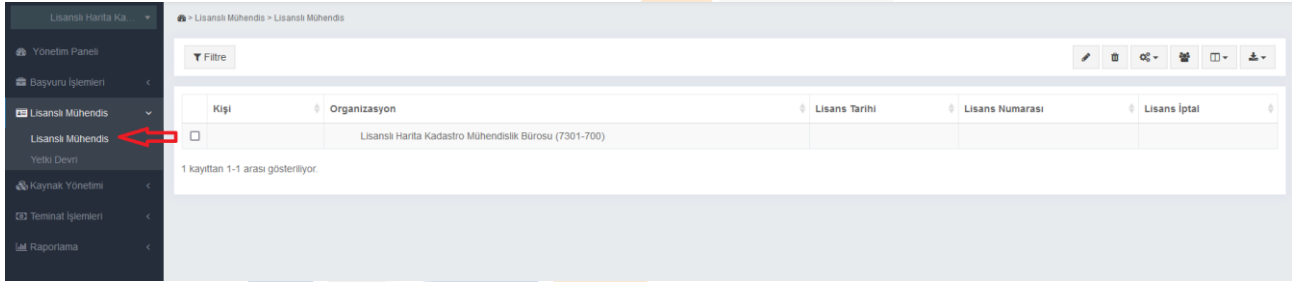 Lisanslı Harita Ka...
> Lisanslı Mühendis > Lisanslı Mühendis
Yönetim Paneli
Filtre
Başvuru İşlemleri
Lisanslı Mühendis
Kişi Organizasyon Lisans Tarihi Lisans Numarası Lisans İptal
Lisanslı Mühendis
Lisanslı Harita Kadastro Mühendislik Bürosu (7301-700)
Yetki Devri
1 kayıttan 1-1 arası gösteriliyor.
Kaynak Yönetimi
Teminat İşlemleri
Raporlama